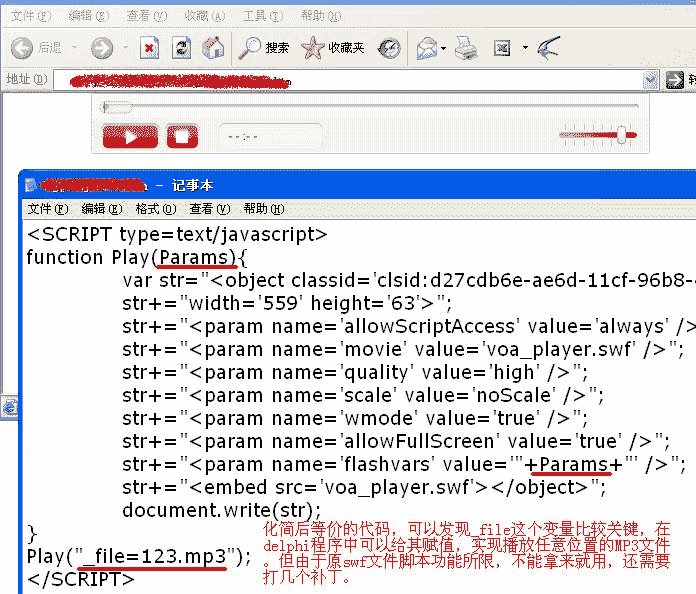 文件(F) 编辑(E) 查看(V) 收藏(A) 工具(T) 帮助(H)
后退 搜索 收藏夹
地址(D)
--:--
- 记事本
文件(F) 编辑(E) 格式(O) 查看(V) 帮助(H)
<SCRIPT type=text/javascript>
function Play(Params){
var str="<object classid='clsid:d27cdb6e-ae6d-11cf-96b8-
str+="width='559' height='63'>";
str+="<param name='allowScriptAccess' value='always' />
str+="<param name='movie' value='voa_player.swf' />";
str+="<param name='quality' value='high' />";
str+="<param name='scale' value='noScale' />";
str+="<param name='wmode' value='true' />";
str+="<param name='allowFullScreen' value='true' />";
str+="<param name='flashvars' value='"+Params+"' />";
str+="<embed src='voa_player.swf'></object>";
document.write(str);
}
Play("_file=123.mp3");
</SCRIPT>
化简后等价的代码，可以发现_file这个变量比较关键，在
delphi程序中可以给其赋值，实现播放任意位置的MP3文件
。但由于原swf文件脚本功能所限，不能拿来就用，还需要
打几个补丁。